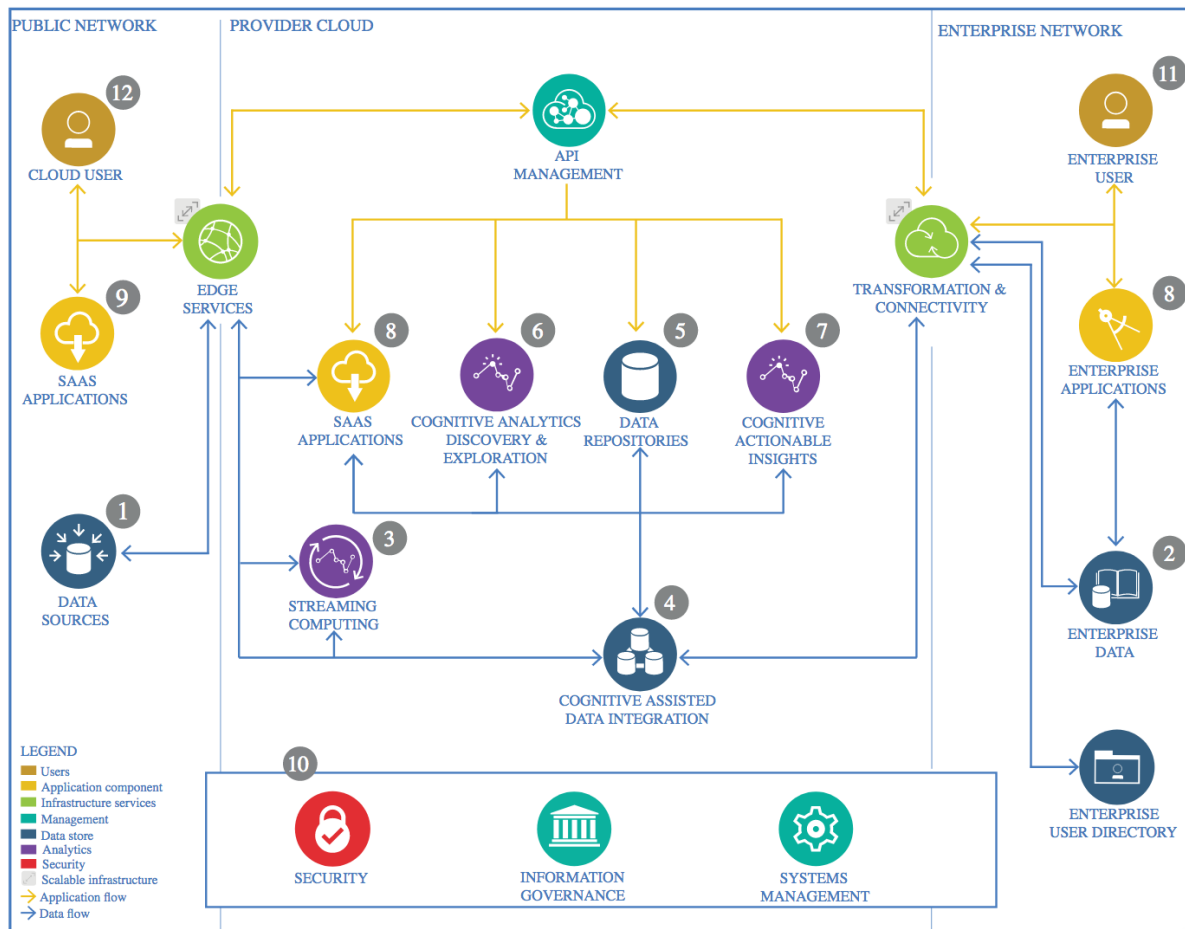 PUBLIC NETWORK
PROVIDER CLOUD
ENTERPRISE NETWORK
12
CLOUD USER
API
MANAGEMENT
11
ENTERPRISE
USER
EDGE
SERVICES
TRANSFORMATION &
CONNECTIVITY
9
SAAS
APPLICATIONS
8
SAAS
APPLICATIONS
6
COGNITIVE ANALYTICS
DISCOVERY &
EXPLORATION
5
DATA
REPOSITORIES
7
COGNITIVE
ACTIONABLE
INSIGHTS
8
ENTERPRISE
APPLICATIONS
1
DATA
SOURCES
3
STREAMING
COMPUTING
4
COGNITIVE ASSISTED
DATA INTEGRATION
2
ENTERPRISE
DATA
ENTERPRISE
USER DIRECTORY
LEGEND
Users
Application component
Infrastructure services
Management
Data store
Analytics
Security
Scalable infrastructure
Application flow
Data flow
10
SECURITY
INFORMATION
GOVERNANCE
SYSTEMS
MANAGEMENT